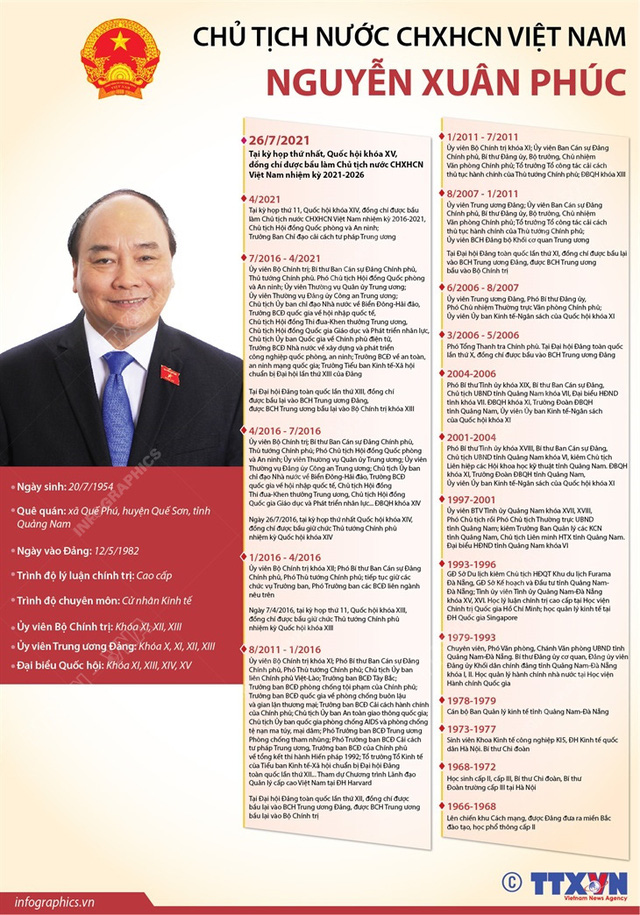 CHỦ TỊCH NƯỚC CHXHCN VIỆT NAM
NGUYỄN XUÂN PHÚC
Ngày sinh: 20/7/1954
Quê quán: xã Quế Phú, huyện Quế Sơn, tỉnh
Quảng Nam
Ngày vào Đảng: 12/5/1982
Trình độ lý luận chính trị: Cao cấp
Trình độ chuyên môn: Cử nhân Kinh tế
Ủy viên Bộ Chính trị: Khóa XI, XII, XIII
Ủy viên Trung ương Đảng: Khóa X, XI, XII, XIII
Đại biểu Quốc hội: Khóa XI, XIII, XIV, XV
26/7/2021
Tại kỳ họp thứ nhất, Quốc hội khóa XV,
đồng chí được bầu làm Chủ tịch nước CHXHCN
Việt Nam nhiệm kỳ 2021-2026
4/2021
Tại kỳ họp thứ 11, Quốc hội khóa XIV, đồng chí được bầu
làm Chủ tịch nước CHXHCN Việt Nam nhiệm kỳ 2016-2021,
Chủ tịch Hội đồng Quốc phòng và An ninh;
Trưởng Ban Chỉ đạo cải cách tư pháp Trung ương
7/2016 - 4/2021
Ủy viên Bộ Chính trị; Bí thư Ban Cán sự Đảng Chính phủ,
Thủ tướng Chính phủ. Phó Chủ tịch Hội đồng Quốc phòng
và An ninh; Ủy viên Thường vụ Quân ủy Trung ương;
Ủy viên Thường vụ Đảng ủy Công an Trung ương;
Chủ tịch Ủy ban chỉ đạo Nhà nước về Biển Đông-Hải đảo,
Trưởng BCĐ quốc gia về hội nhập quốc tế,
Chủ tịch Hội đồng Thi đua-Khen thưởng Trung ương,
Chủ tịch Hội đồng Quốc gia Giáo dục và Phát triển nhân lực,
Chủ tịch Ủy ban Quốc gia về Chính phủ điện tử,
Trưởng BCĐ Nhà nước về xây dựng và phát triển
công nghiệp quốc phòng, an ninh; Trưởng BCĐ về an toàn,
an ninh mạng quốc gia; Trưởng Tiểu ban Kinh tế-Xã hội
chuẩn bị Đại hội lần thứ XIII của Đảng
Tại Đại hội Đảng toàn quốc lần thứ XIII, đồng chí
được bầu lại vào BCH Trung ương Đảng,
được BCH Trung ương bầu lại vào Bộ Chính trị khóa XIII
4/2016 - 7/2016
Ủy viên Bộ Chính trị; Bí thư Ban Cán sự Đảng Chính phủ,
Thủ tướng Chính phủ; Phó Chủ tịch Hội đồng Quốc phòng
và An ninh; Ủy viên Thường vụ Quân ủy Trung ương; Ủy viên
Thường vụ Đảng ủy Công an Trung ương; Chủ tịch Ủy ban
chỉ đạo Nhà nước về Biển Đông-Hải đảo, Trưởng BCĐ
quốc gia về hội nhập quốc tế, Chủ tịch Hội đồng
Thi đua-Khen thưởng Trung ương, Chủ tịch Hội đồng
Quốc gia Giáo dục và Phát triển nhân lực... ĐBQH khóa XIV
Ngày 26/7/2016, tại kỳ họp thứ nhất Quốc hội khóa XIV,
đồng chí được bầu giữ chức Thủ tướng Chính phủ
nhiệm kỳ Quốc hội khóa XIV
1/2016 - 4/2016
Ủy viên Bộ Chính trị khóa XII; Phó Bí thư Ban Cán sự Đảng
Chính phủ, Phó Thủ tướng Chính phủ; tiếp tục giữ các
chức vụ Trưởng ban, Phó Trưởng ban các BCĐ liên ngành
nêu trên
Ngày 7/4/2016, tại kỳ họp thứ 11, Quốc hội khóa XIII,
đồng chí được bầu giữ chức Thủ tướng Chính phủ
nhiệm kỳ Quốc hội khóa XIII
8/2011 - 1/2016
Ủy viên Bộ Chính trị khóa XI; Phó Bí thư Ban Cán sự Đảng
Chính phủ, Phó Thủ tướng Chính phủ; Chủ tịch Ủy ban
liên Chính phủ Việt-Lào; Trưởng ban BCĐ Tây Bắc;
Trưởng ban BCĐ phòng chống tội phạm của Chính phủ;
Trưởng ban BCĐ quốc gia về phòng chống buôn lậu
và gian lận thương mại; Trưởng ban BCĐ Cải cách hành chính
của Chính phủ; Chủ tịch Ủy ban An toàn giao thông quốc gia;
Chủ tịch Ủy ban quốc gia phòng chống AIDS và phòng chống
tệ nạn ma túy, mại dâm; Phó Trưởng ban BCĐ Trung ương
Phòng chống tham nhũng; Phó Trưởng ban BCĐ Cải cách
tư pháp Trung ương, Trưởng ban BCĐ của Chính phủ
về tổng kết thi hành Hiến pháp 1992; Tổ trưởng Tổ Kinh tế
của Tiểu ban Kinh tế-Xã hội chuẩn bị Đại hội Đảng
toàn quốc lần thứ XII... Tham dự Chương trình Lãnh đạo
Quản lý cao cấp Việt Nam tại ĐH Harvard
Tại Đại hội Đảng toàn quốc lần thứ XII, đồng chí được
bầu lại vào BCH Trung ương Đảng, được BCH Trung ương
bầu lại vào Bộ Chính trị
1/2011 - 7/2011
Ủy viên Bộ Chính trị khóa XI; Ủy viên Ban Cán sự Đảng
Chính phủ, Bí thư Đảng ủy, Bộ trưởng, Chủ nhiệm
Văn phòng Chính phủ; Tổ trưởng Tổ công tác cải cách
thủ tục hành chính của Thủ tướng Chính phủ; ĐBQH khóa XIII
8/2007 - 1/2011
Ủy viên Trung ương Đảng; Ủy viên Ban Cán sự Đảng
Chính phủ, Bí thư Đảng ủy, Bộ trưởng, Chủ nhiệm
Văn phòng Chính phủ; Tổ trưởng Tổ công tác cải cách
thủ tục hành chính của Thủ tướng Chính phủ;
Ủy viên BCH Đảng bộ Khối cơ quan Trung ương
Tại Đại hội Đảng toàn quốc lần thứ XI, đồng chí được bầu lại
vào BCH Trung ương Đảng, được BCH Trung ương
bầu vào Bộ Chính trị
6/2006 - 8/2007
Ủy viên Trung ương Đảng, Phó Bí thư Đảng ủy,
Phó Chủ nhiệm Thường trực Văn phòng Chính phủ;
Ủy viên Ủy ban Kinh tế-Ngân sách của Quốc hội khóa XI
3/2006 - 5/2006
Phó Tổng Thanh tra Chính phủ. Tại Đại hội Đảng toàn quốc
lần thứ X, đồng chí được bầu vào BCH Trung ương Đảng
2004-2006
Phó Bí thư Tỉnh ủy khóa XIX, Bí thư Ban Cán sự Đảng,
Chủ tịch UBND tỉnh Quảng Nam khóa VII, Đại biểu HĐND
tỉnh khóa VII. ĐBQH khóa XI, Trưởng Đoàn ĐBQH
tỉnh Quảng Nam, Ủy viên Ủy ban Kinh tế-Ngân sách
của Quốc hội khóa XI
2001-2004
Phó Bí thư Tỉnh ủy khóa XVIII, Bí thư Ban Cán sự Đảng,
Chủ tịch UBND tỉnh Quảng Nam khóa VI, kiêm Chủ tịch
Liên hiệp các Hội khoa học kỹ thuật tỉnh Quảng Nam. ĐBQH
khóa XI, Trưởng Đoàn ĐBQH tỉnh Quảng Nam,
Ủy viên Ủy ban Kinh tế-Ngân sách của Quốc hội khóa XI
1997-2001
Ủy viên BTV Tỉnh ủy Quảng Nam khóa XVII, XVIII,
Phó Chủ tịch rồi Phó Chủ tịch Thường trực UBND
tỉnh Quảng Nam; kiêm Trưởng Ban Quản lý các KCN
tỉnh Quảng Nam, Chủ tịch Liên minh HTX tỉnh Quảng Nam.
Đại biểu HĐND tỉnh Quảng Nam khóa VI
1993-1996
GĐ Sở Du lịch kiêm Chủ tịch HĐQT Khu du lịch Furama
Đà Nẵng, GĐ Sở Kế hoạch và Đầu tư tỉnh Quảng Nam-
Đà Nẵng; Tỉnh ủy viên Tỉnh ủy Quảng Nam-Đà Nẵng
khóa XV, XVI. Học lý luận chính trị cao cấp tại Học viện
Chính trị Quốc gia Hồ Chí Minh; học quản lý kinh tế tại
ĐH Quốc gia Singapore
1979-1993
Chuyên viên, Phó Văn phòng, Chánh Văn phòng UBND tỉnh
Quảng Nam-Đà Nẵng. Bí thư Đảng ủy cơ quan, Đảng ủy viên
Đảng ủy Khối dân chính đảng tỉnh Quảng Nam-Đà Nẵng
khóa I, II. Học quản lý hành chính nhà nước tại Học viện
Hành chính Quốc gia
1978-1979
Cán bộ Ban Quản lý kinh tế tỉnh Quảng Nam-Đà Nẵng
1973-1977
Sinh viên Khoa Kinh tế công nghiệp KIS, ĐH Kinh tế quốc
dân Hà Nội. Bí thư Chi đoàn
1968-1972
Học sinh cấp II, cấp III, Bí thư Chi đoàn, Bí thư
Đoàn trường cấp III tại Hà Nội
1966-1968
Lên chiến khu Cách mạng, được Đảng đưa ra miền Bắc
đào tạo, học phổ thông cấp II
infographics.vn
© TTXVN
Vietnam News Agency